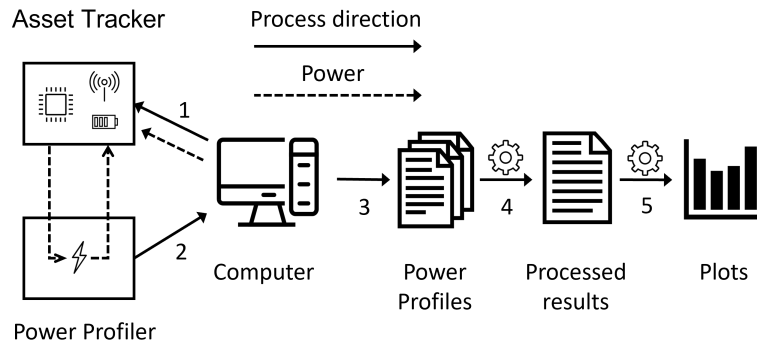 Asset Tracker
Process direction
Power
1
2
3
4
5
Computer
Power
Profiles
Processed
results
Plots
Power Profiler